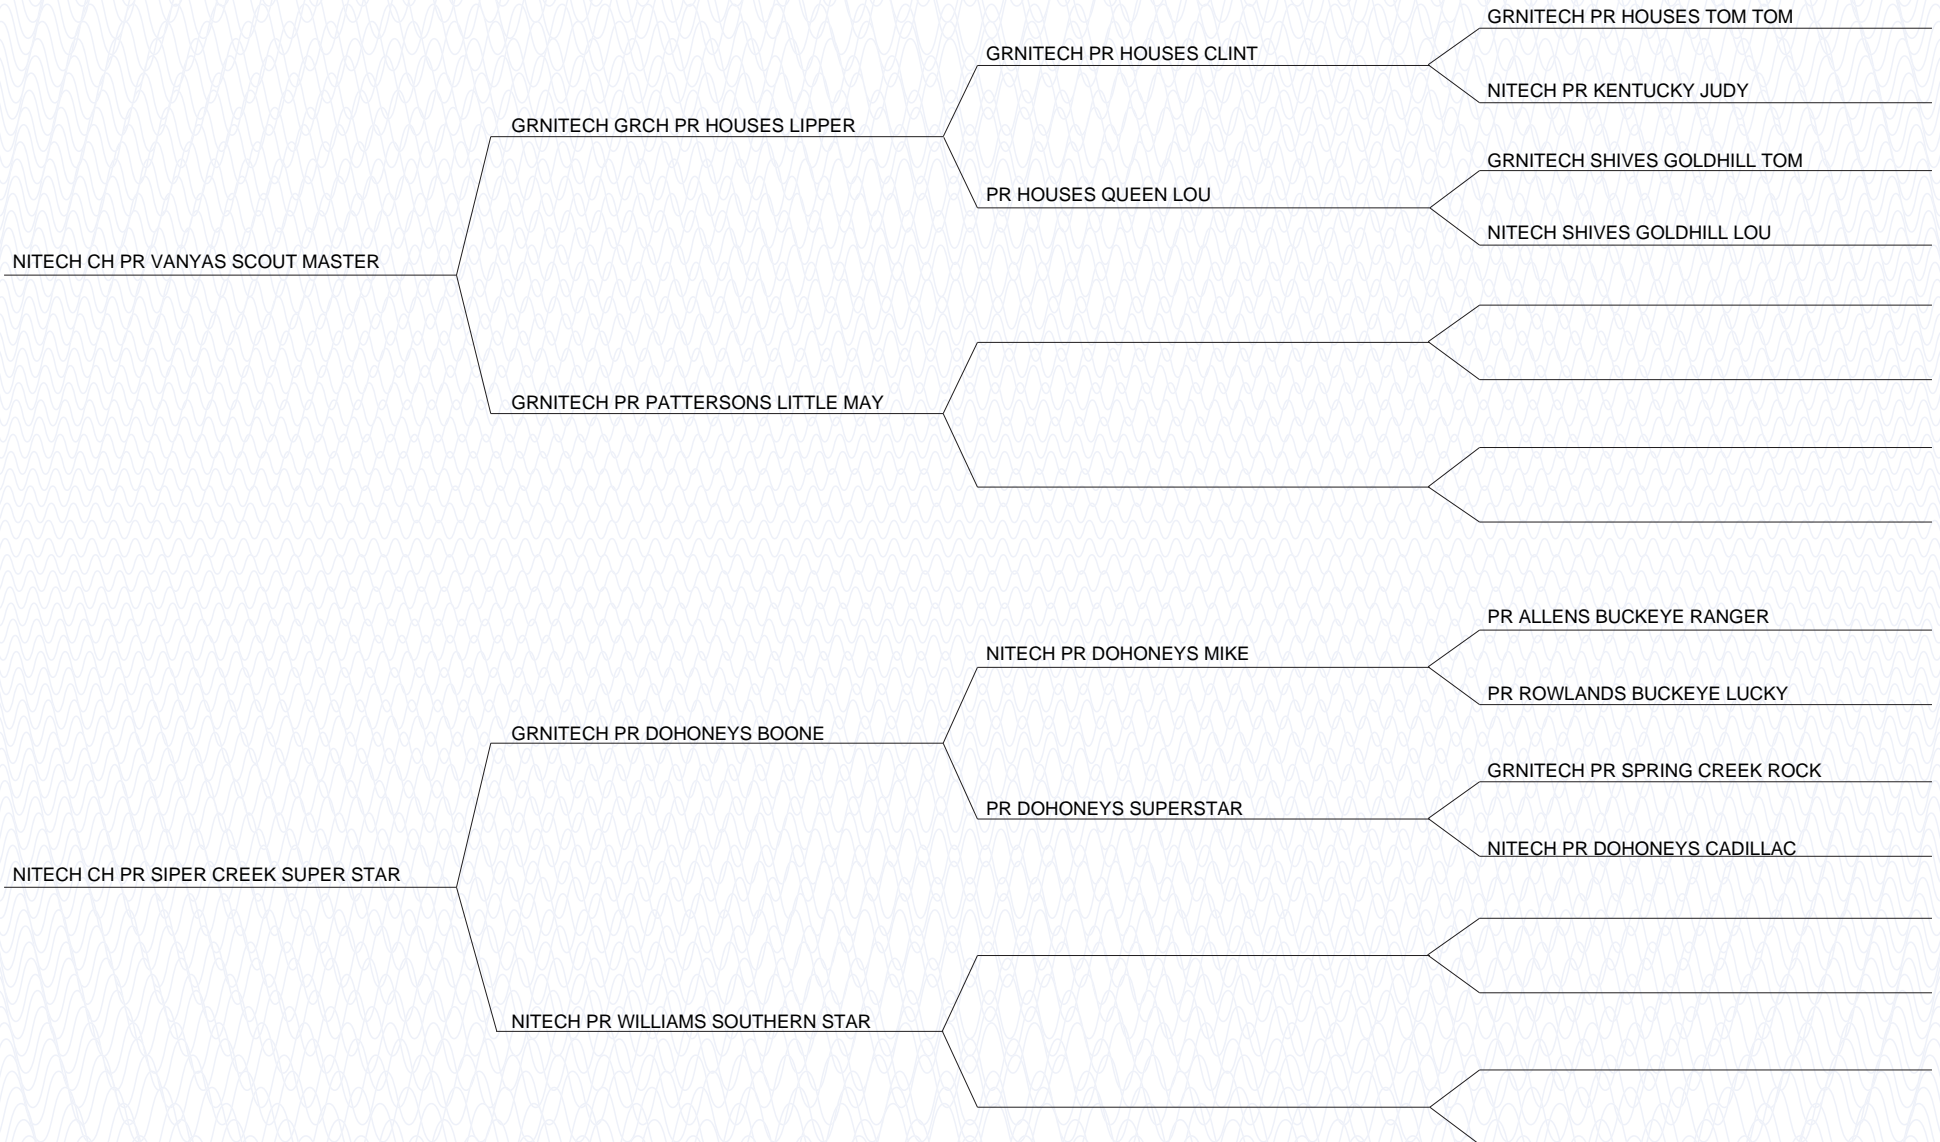 GRNITECH PR HOUSES TOM TOM
GRNITECH PR HOUSES CLINT
NITECH PR KENTUCKY JUDY
GRNITECH GRCH PR HOUSES LIPPER
GRNITECH SHIVES GOLDHILL TOM
PR HOUSES QUEEN LOU
NITECH SHIVES GOLDHILL LOU
NITECH CH PR VANYAS SCOUT MASTER
GRNITECH PR PATTERSONS LITTLE MAY
PR ALLENS BUCKEYE RANGER
NITECH PR DOHONEYS MIKE
PR ROWLANDS BUCKEYE LUCKY
GRNITECH PR DOHONEYS BOONE
GRNITECH PR SPRING CREEK ROCK
PR DOHONEYS SUPERSTAR
NITECH PR DOHONEYS CADILLAC
NITECH CH PR SIPER CREEK SUPER STAR
NITECH PR WILLIAMS SOUTHERN STAR